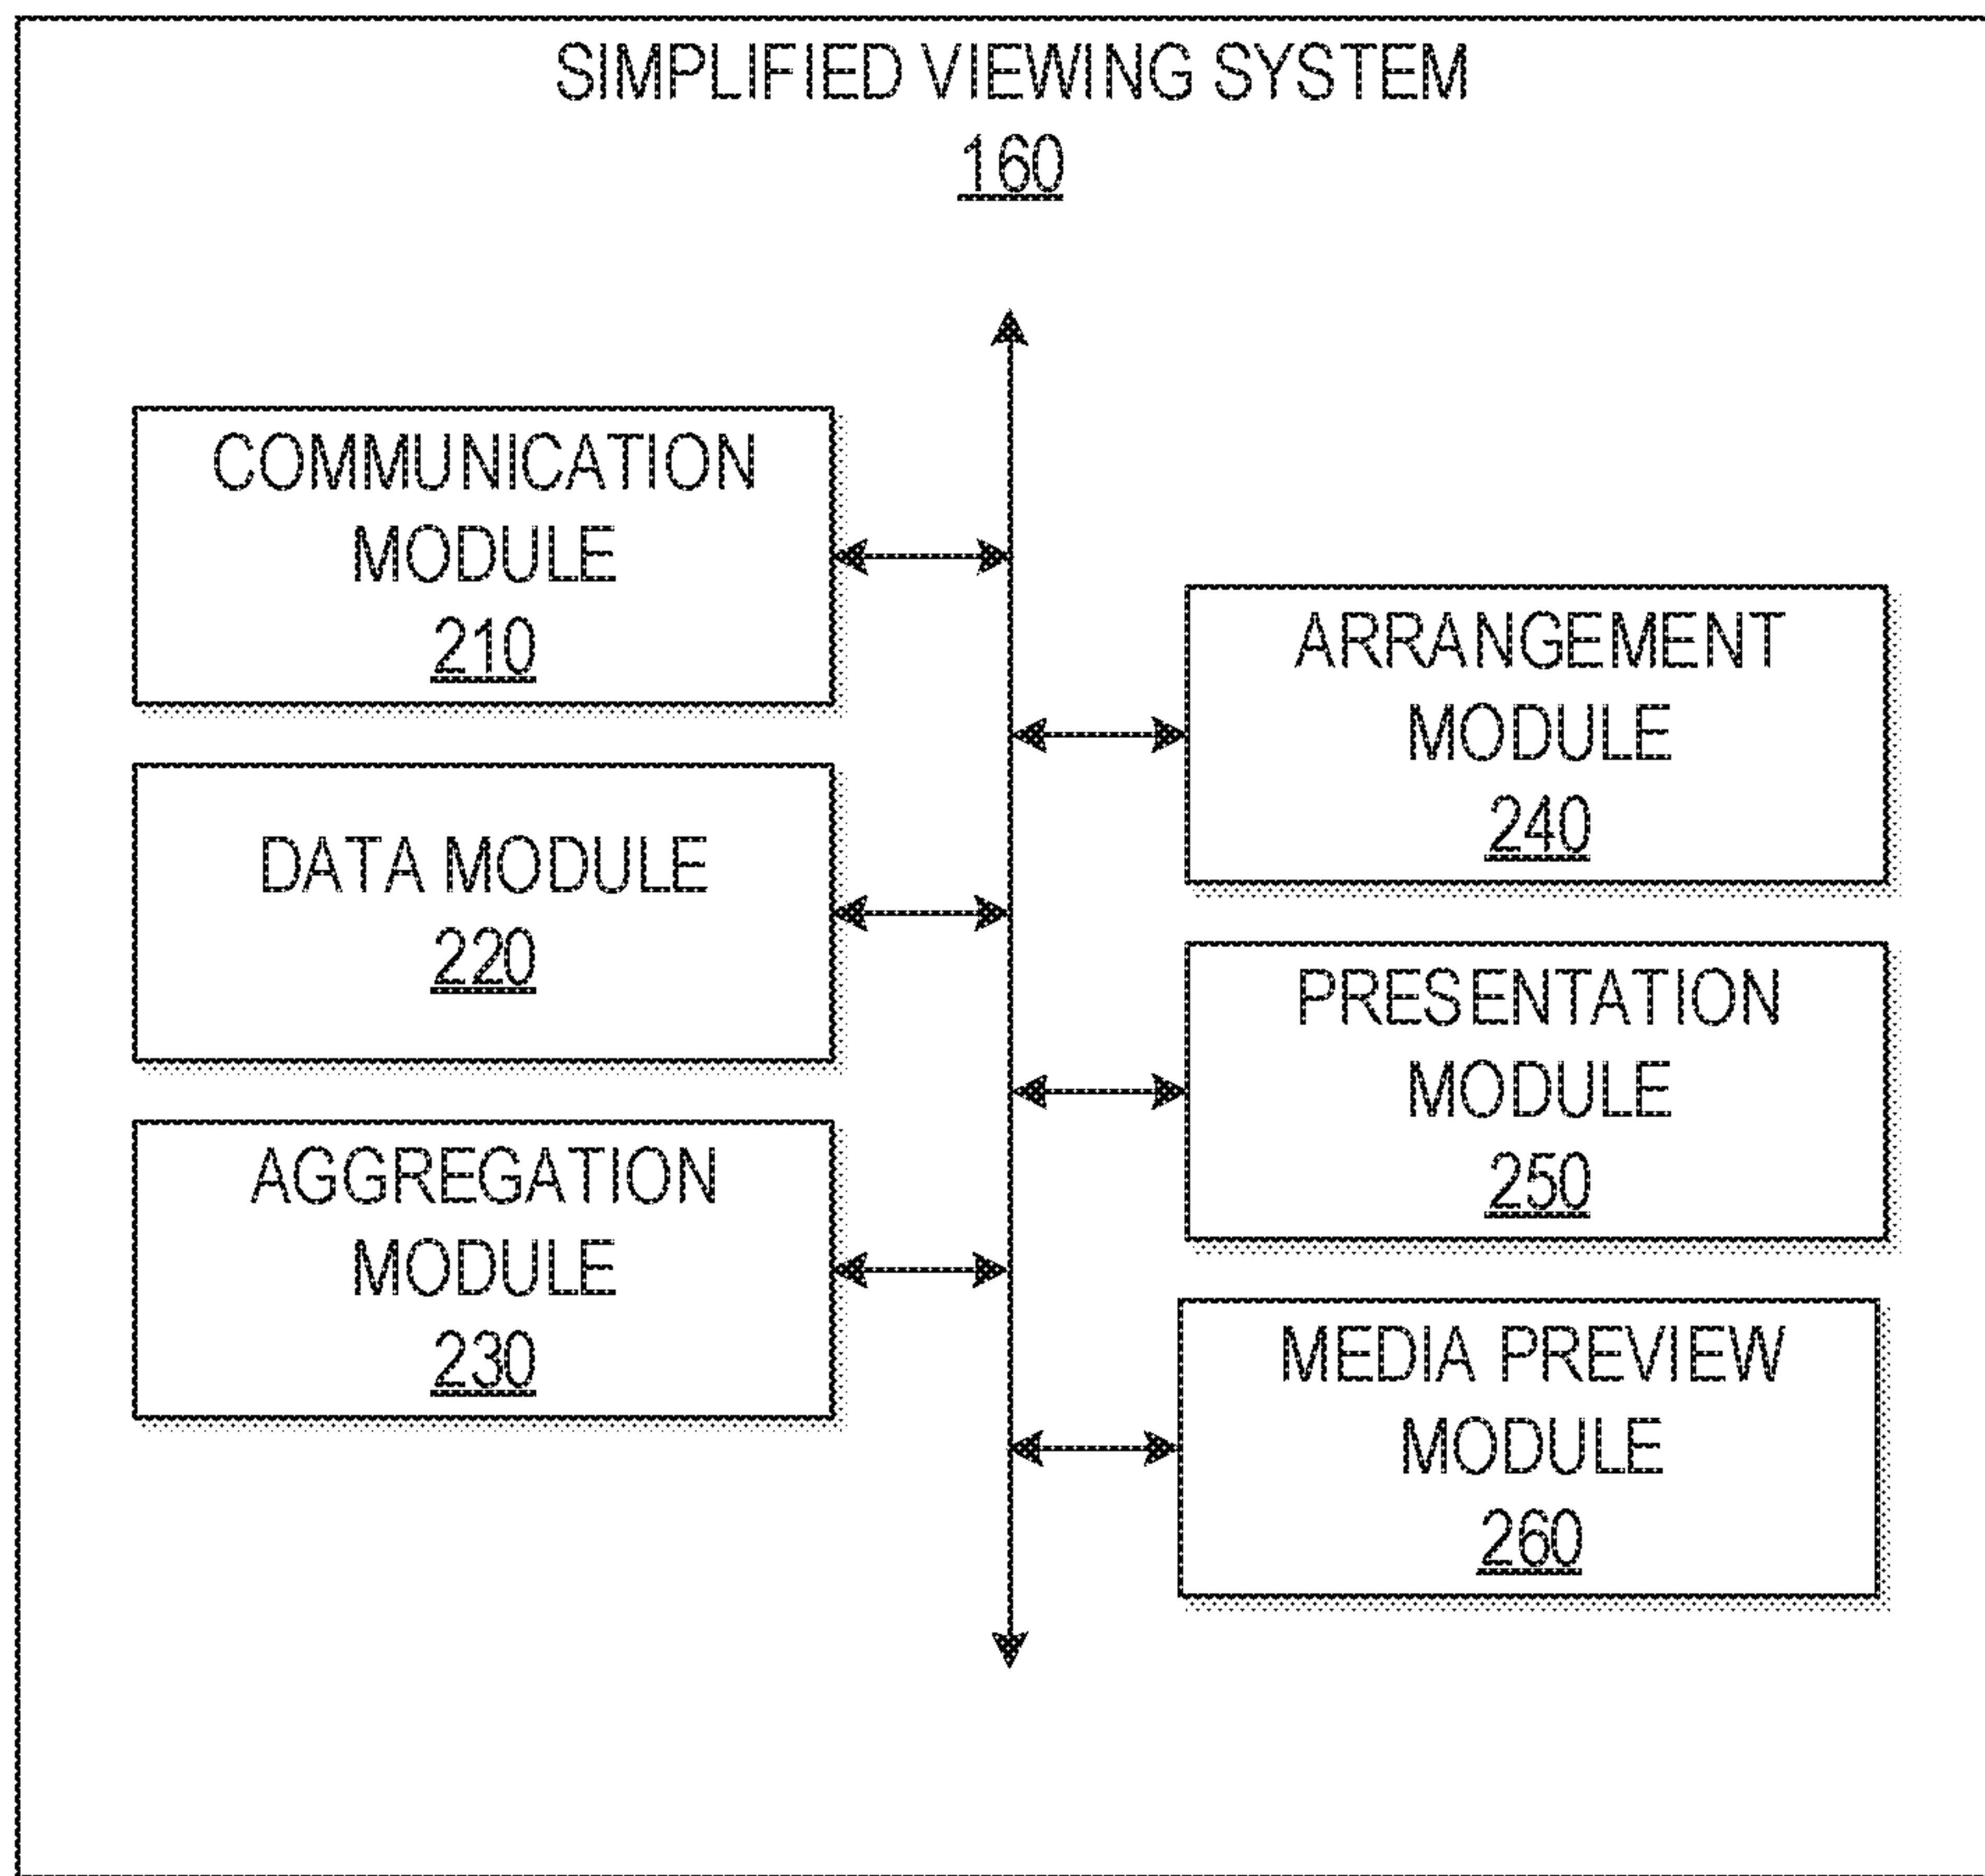 SIMPLIFIED VIEWING SYSTEM
160
COMMUNICATION
MODULE
210
DATA MODULE
220
AGGREGATION
MODULE
230
ARRANGEMENT
MODULE
240
PRESENTATION
MODULE
250
MEDIA PREVIEW
MODULE
260